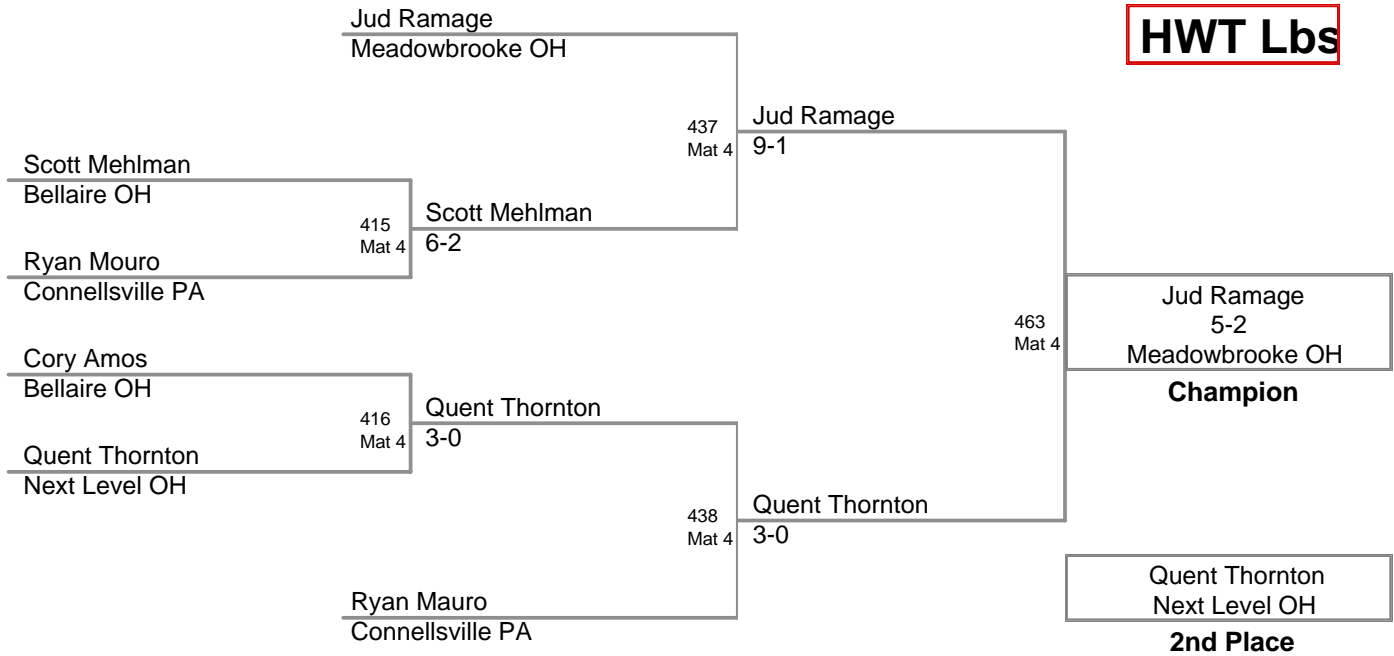 Jud Ramage
Meadowbrooke OH
HWT Lbs
437
Mat 4
Jud Ramage
9-1
Scott Mehlman
Bellaire OH
415
Mat 4
Scott Mehlman
6-2
Ryan Mouro
Connellsville PA
463
Mat 4
Jud Ramage
5-2
Meadowbrooke OH
Champion
Cory Amos
Bellaire OH
416
Mat 4
Quent Thornton
3-0
Quent Thornton
Next Level OH
438
Mat 4
Quent Thornton
3-0
Ryan Mauro
Connellsville PA
Quent Thornton
Next Level OH
2nd Place